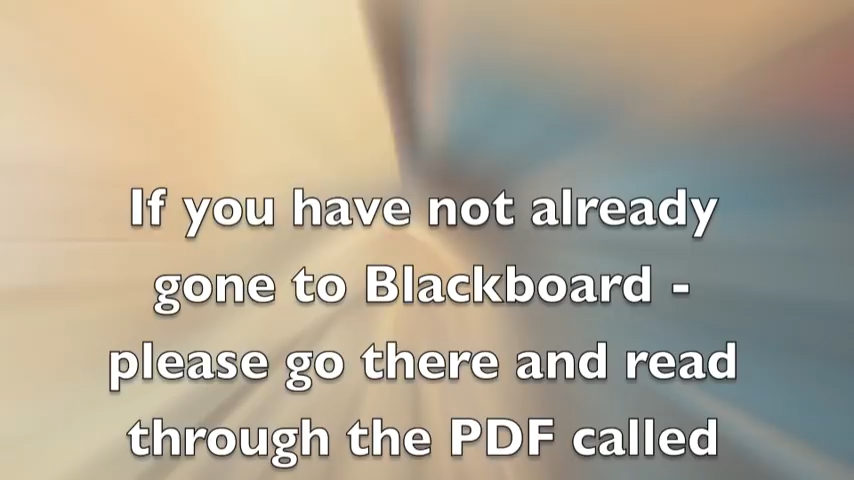 If you have not already
gone to Blackboard -
please go there and read
through the PDF called